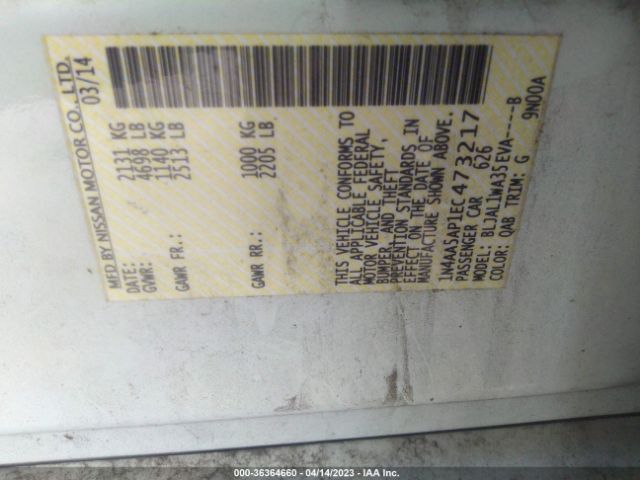 MFD BY NISSAN MOTOR CO., LTD.
DATE: 03/14
GVWR: 2131 KG
4698 LB
GAWR FR.: 1140 KG
2513 LB
GAWR RR.: 1000 KG
2205 LB
THIS VEHICLE CONFORMS TO
ALL APPLICABLE FEDERAL
MOTOR VEHICLE SAFETY,
BUMPER, AND THEFT
PREVENTION STANDARDS IN
EFFECT ON THE DATE OF
MANUFACTURE SHOWN ABOVE.
1N4AA5AP1EC473217
PASSENGER CAR 626
MODEL: BLJALIWA35EVA-----B
COLOR: QAB TRIM: G 9N00A
000-36364660 - 04/14/2023 - IAA Inc.